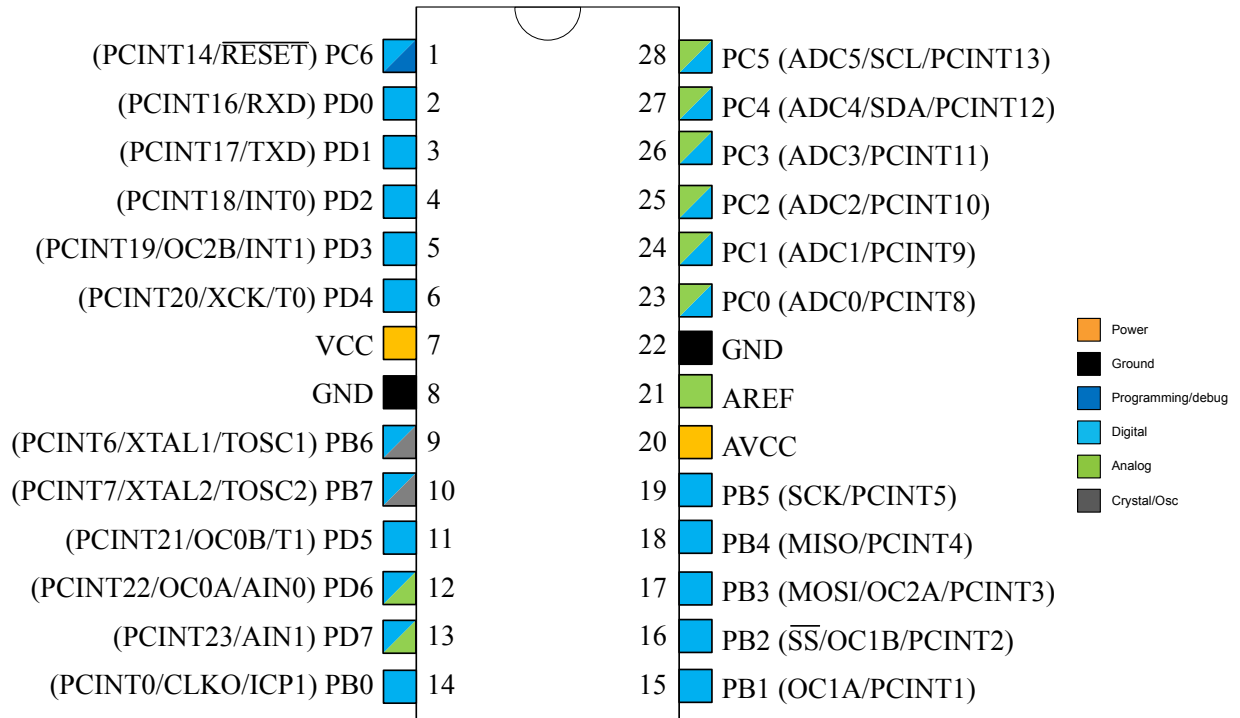 (PCINT14/RESET) PC6 1
(PCINT16/RXD) PD0 2
(PCINT17/TXD) PD1 3
(PCINT18/INT0) PD2 4
(PCINT19/OC2B/INT1) PD3 5
(PCINT20/XCK/T0) PD4 6
VCC 7
GND 8
(PCINT6/XTAL1/TOSC1) PB6 9
(PCINT7/XTAL2/TOSC2) PB7 10
(PCINT21/OC0B/T1) PD5 11
(PCINT22/OC0A/AIN0) PD6 12
(PCINT23/AIN1) PD7 13
(PCINT0/CLKO/ICP1) PB0 14
28 PC5 (ADC5/SCL/PCINT13)
27 PC4 (ADC4/SDA/PCINT12)
26 PC3 (ADC3/PCINT11)
25 PC2 (ADC2/PCINT10)
24 PC1 (ADC1/PCINT9)
23 PC0 (ADC0/PCINT8)
22 GND
21 AREF
20 AVCC
19 PB5 (SCK/PCINT5)
18 PB4 (MISO/PCINT4)
17 PB3 (MOSI/OC2A/PCINT3)
16 PB2 (SS/OC1B/PCINT2)
15 PB1 (OC1A/PCINT1)
Power
Ground
Programming/debug
Digital
Analog
Crystal/Osc